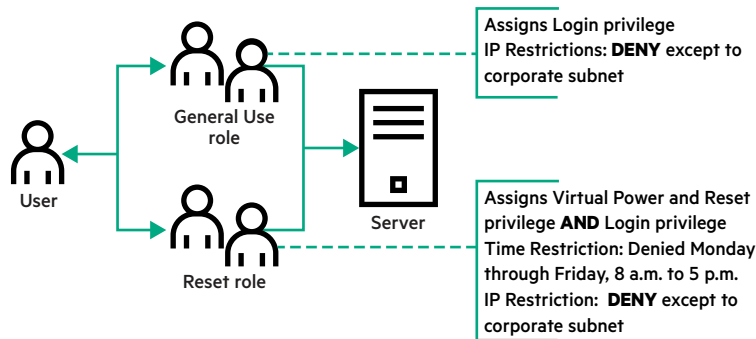 Assigns Login privilege
IP Restrictions: DENY except to
corporate subnet
General Use
role
User
Server
Assigns Virtual Power and Reset
privilege AND Login privilege
Time Restriction: Denied Monday
through Friday, 8 a.m. to 5 p.m.
IP Restriction: DENY except to
corporate subnet
Reset role